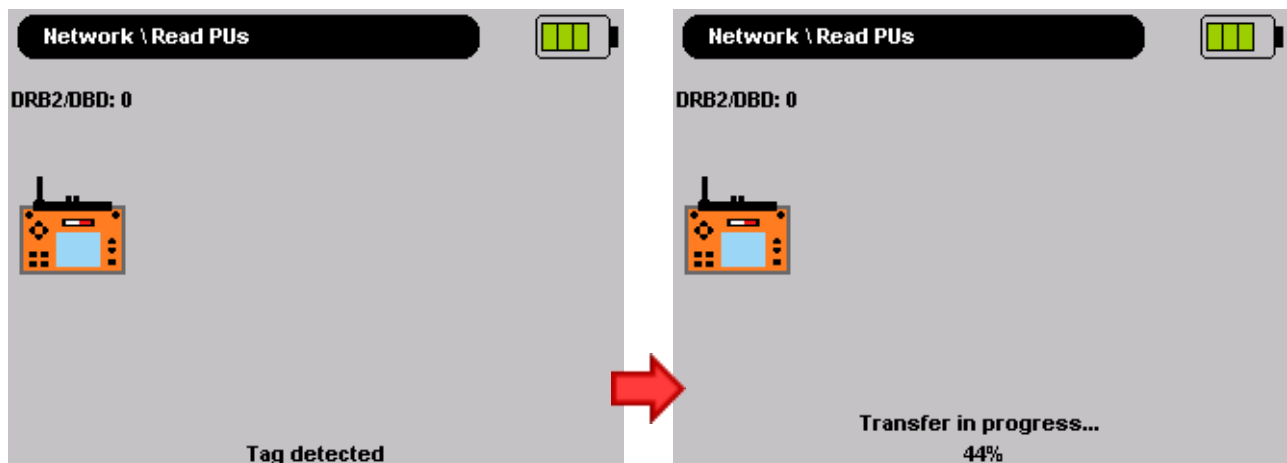 Network \ Read PUs
DRB2/DBD: 0
Tag detected
Network \ Read PUs
DRB2/DBD: 0
Transfer in progress...
44%